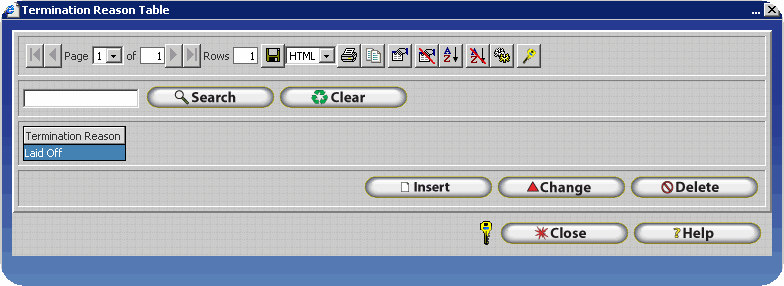 Termination Reason Table
Page 1 of 1 Rows 1 HTML
Search Clear
Termination Reason
Laid Off
Insert Change Delete
Close Help